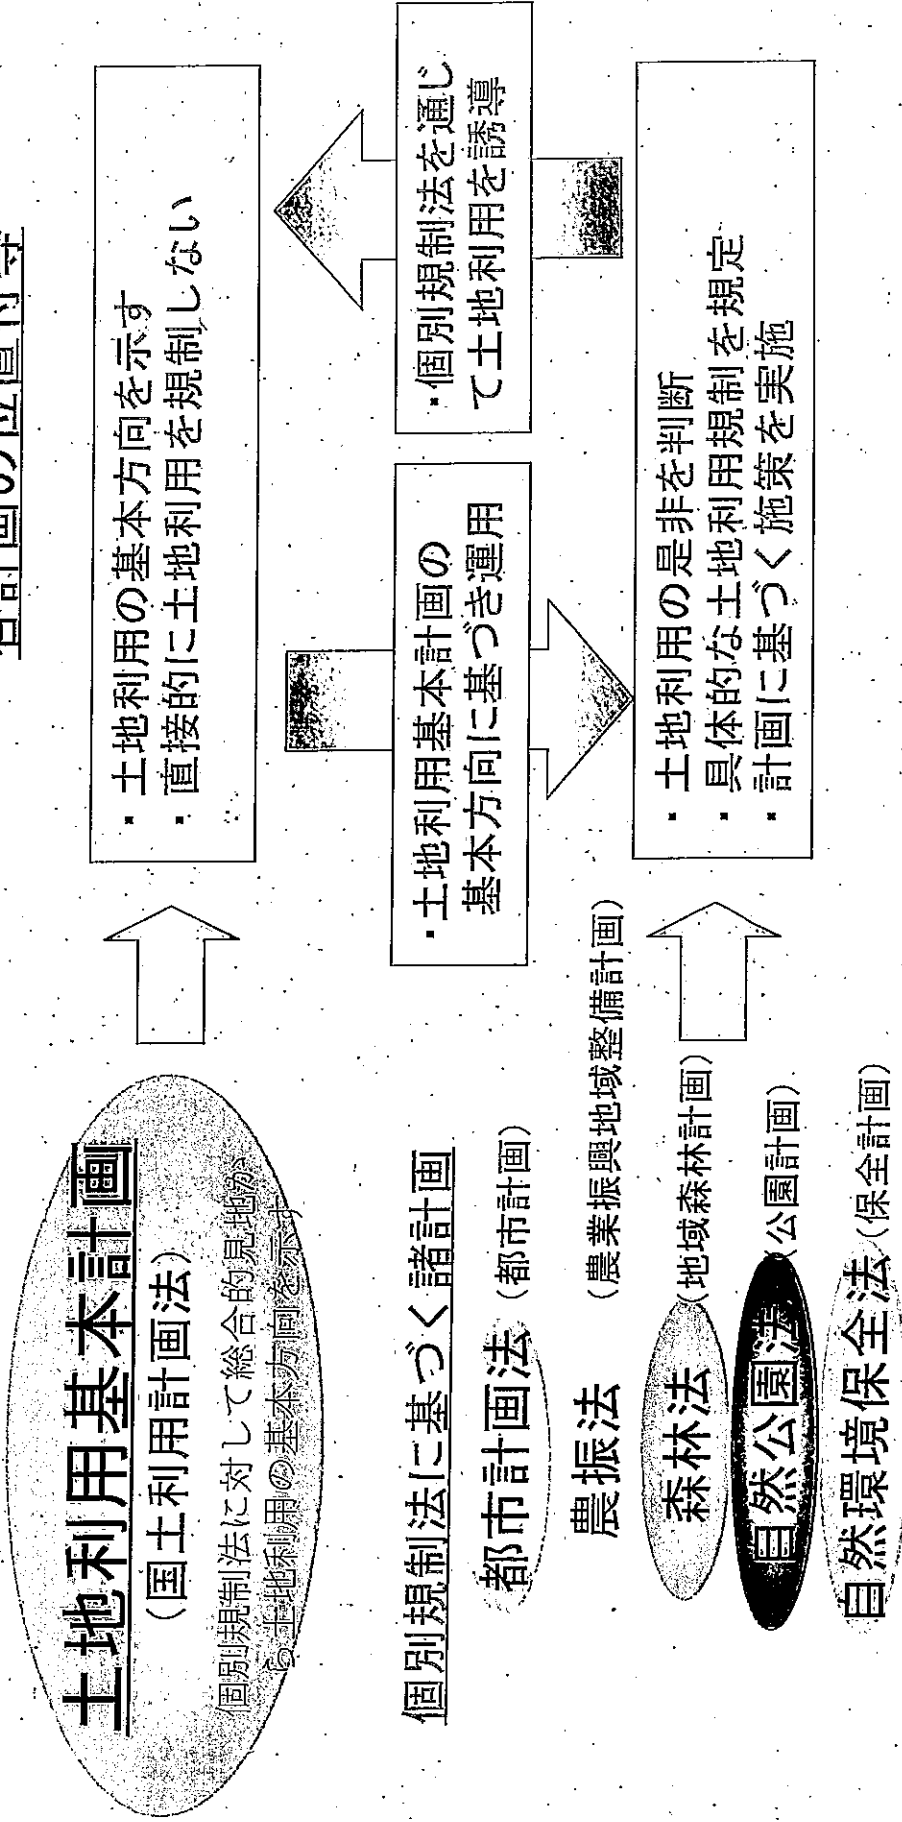 各計画の位置付等
土地利用基本計画
(国土利用計画法)
個別規制法に対して総合的見地か
ら土地利用の基本方向を示す
・土地利用の基本方向を示す
・直接的に土地利用を規制しない
・土地利用基本計画の
基本方向に基づき運用
・個別規制法を通じ
て土地利用を誘導
個別規制法に基づく諸計画
都市計画法(都市計画)
農振法 (農業振興地域整備計画)
森林法(地域森林計画)
自然公園法(公園計画)
自然環境保全法(保全計画)
・土地利用の是非を判断
・具体的な土地利用規制を規定
・計画に基づく施策を実施